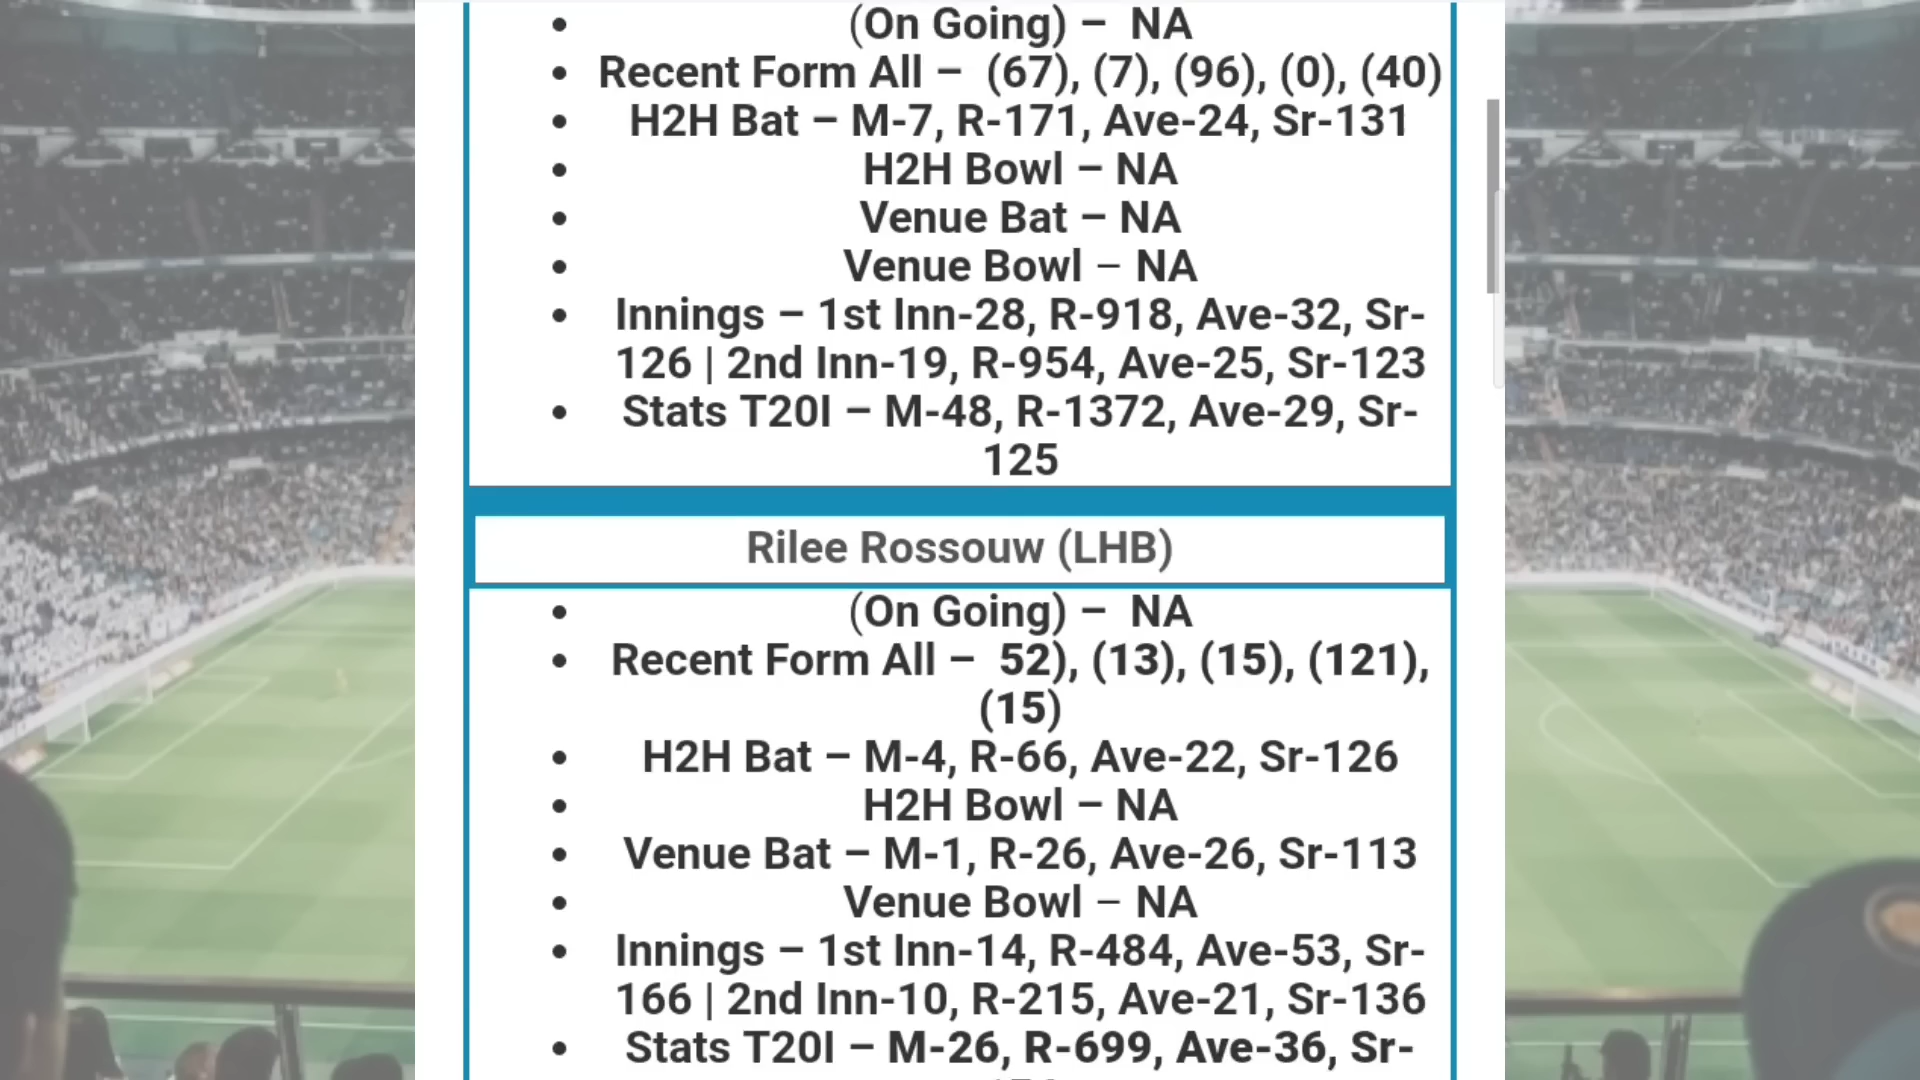 (On Going) – NA
• Recent Form All – (67), (7), (96), (0), (40)
• H2H Bat – M-7, R-171, Ave-24, Sr-131
• H2H Bowl – NA
• Venue Bat – NA
• Venue Bowl – NA
• Innings – 1st Inn-28, R-918, Ave-32, Sr-
126 | 2nd Inn-19, R-954, Ave-25, Sr-123
• Stats T20I – M-48, R-1372, Ave-29, Sr-
125
Rilee Rossouw (LHB)
• (On Going) – NA
• Recent Form All – 52), (13), (15), (121),
(15)
• H2H Bat – M-4, R-66, Ave-22, Sr-126
• H2H Bowl – NA
• Venue Bat – M-1, R-26, Ave-26, Sr-113
• Venue Bowl – NA
• Innings – 1st Inn-14, R-484, Ave-53, Sr-
166 | 2nd Inn-10, R-215, Ave-21, Sr-136
• Stats T20I – M-26, R-699, Ave-36, Sr-